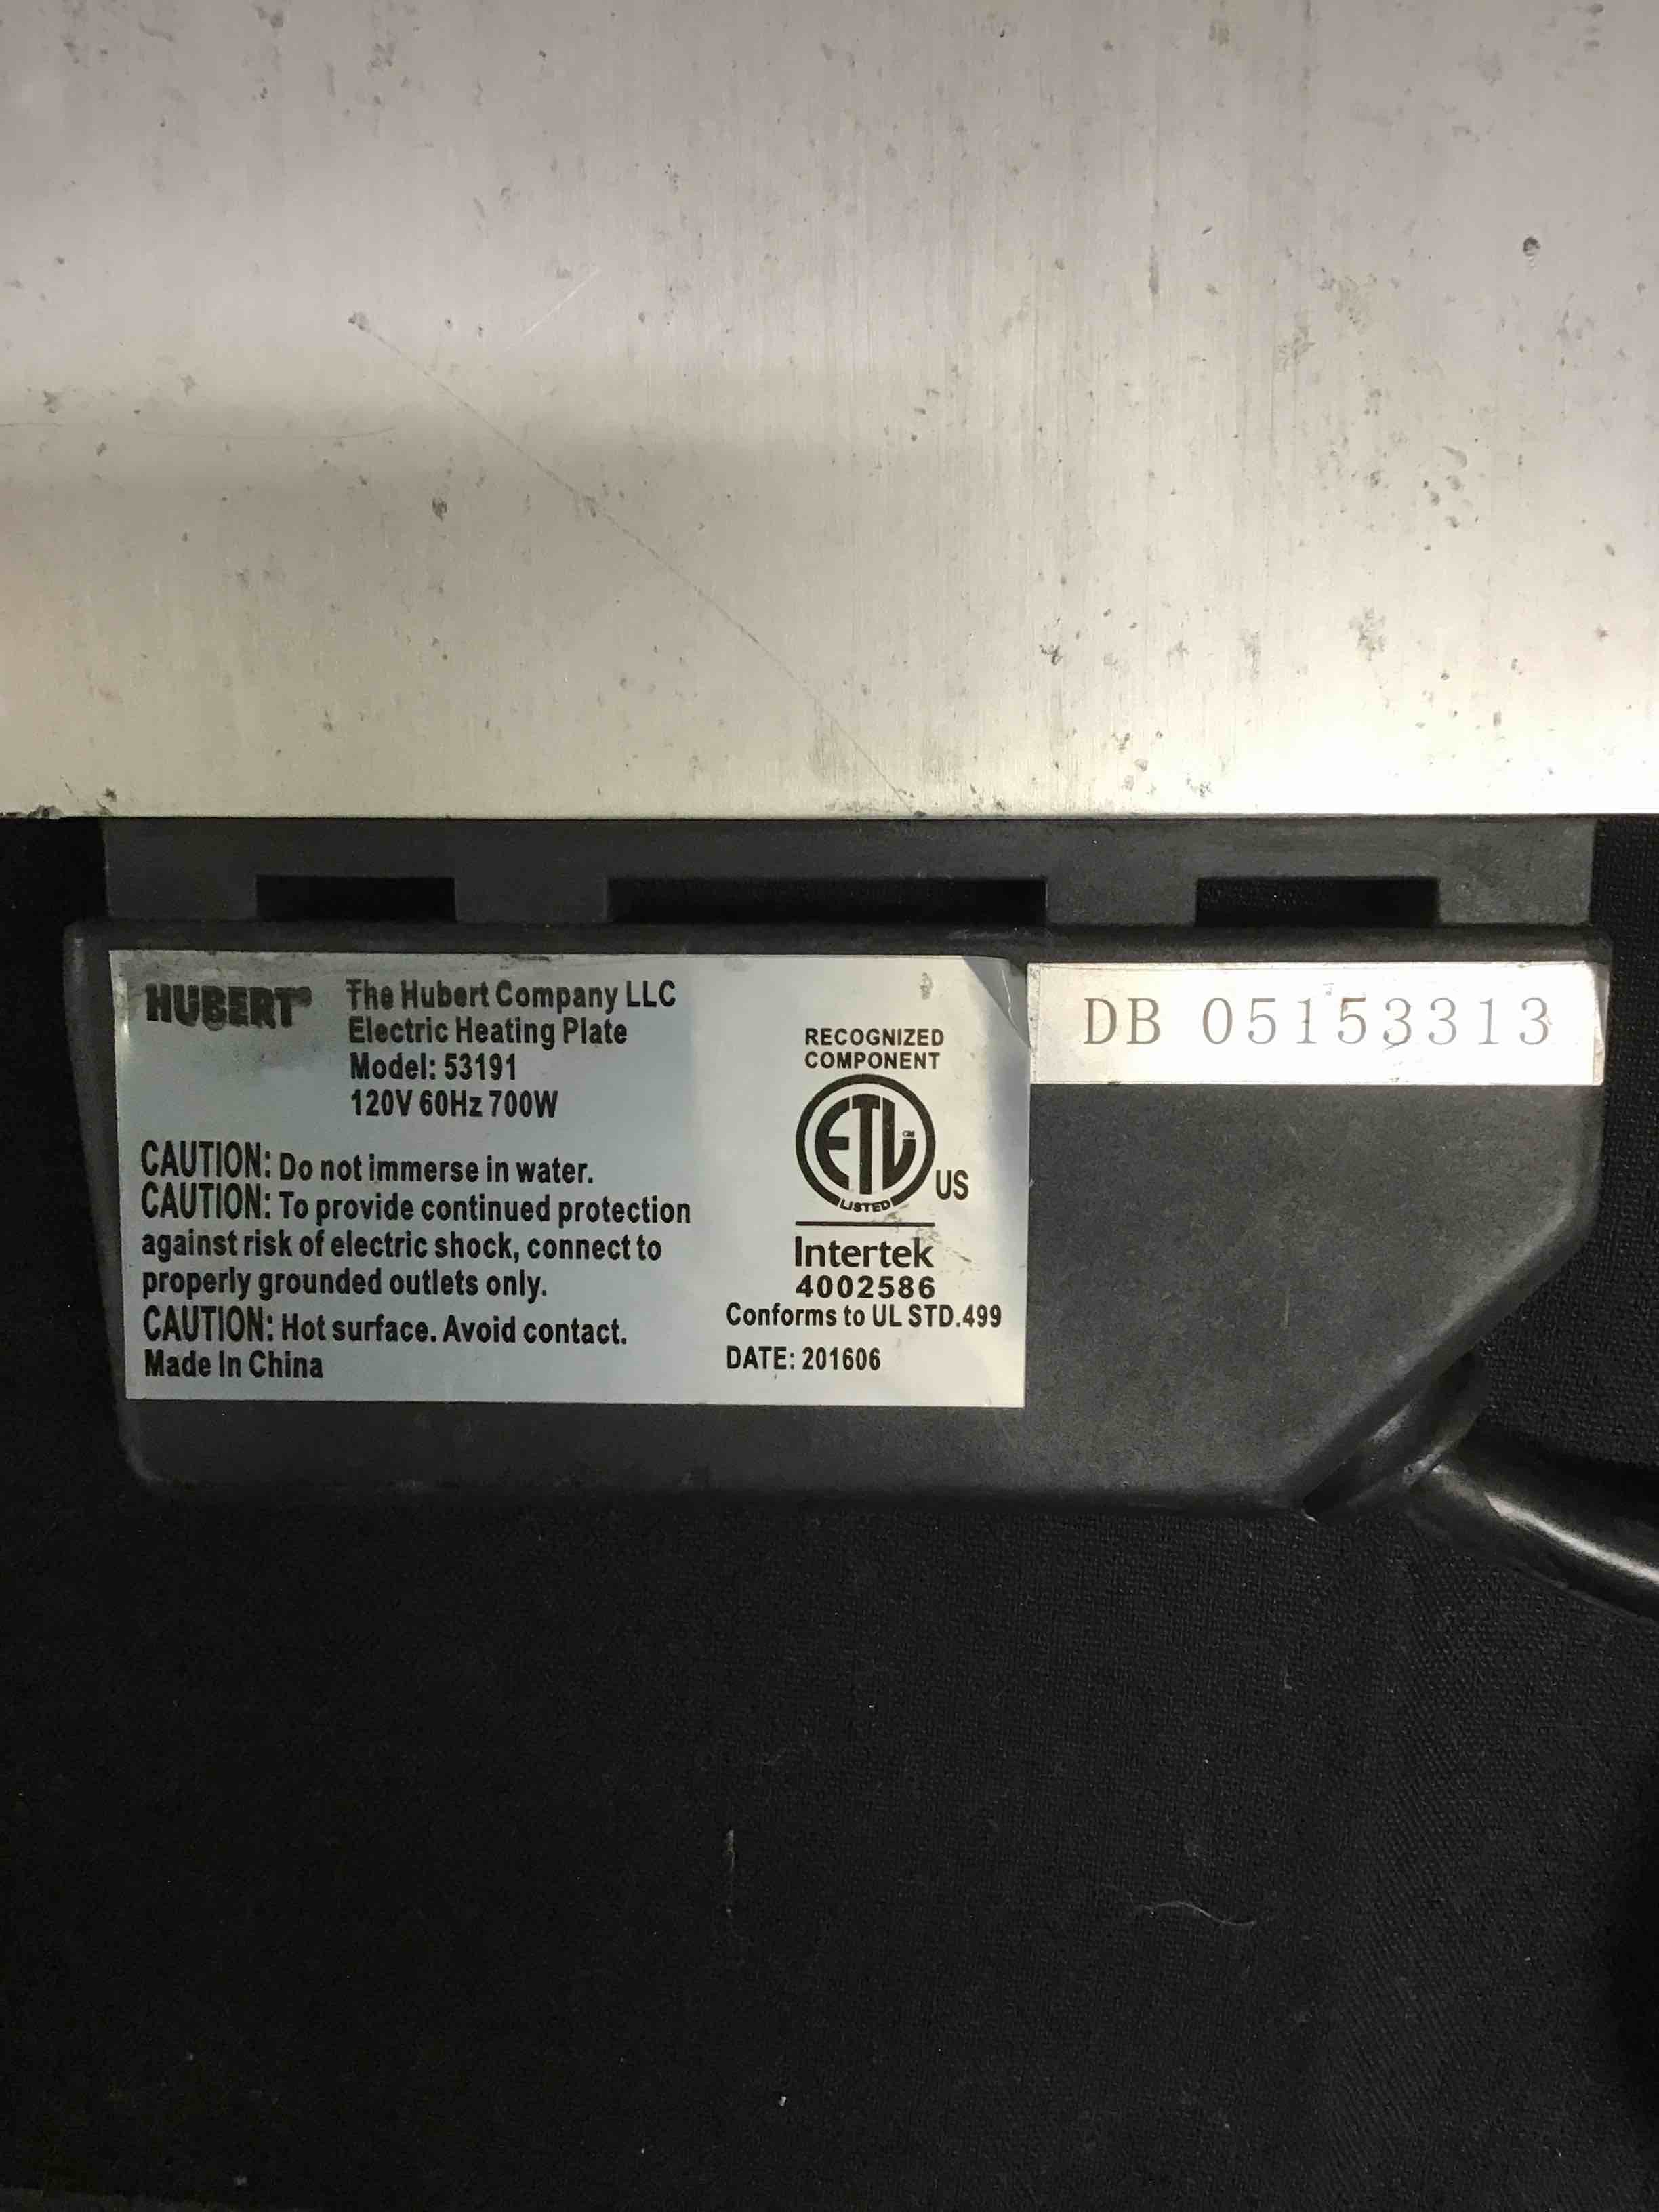 HUBERT®
The Hubert Company LLC
Electric Heating Plate
Model: 53191
120V 60Hz 700W
CAUTION: Do not immerse in water.
CAUTION: To provide continued protection
against risk of electric shock, connect to
properly grounded outlets only.
CAUTION: Hot surface. Avoid contact.
Made In China
RECOGNIZED
COMPONENT
ETL CM
LISTED
US
Intertek
4002586
Conforms to UL STD.499
DATE: 201606
DB 05153313